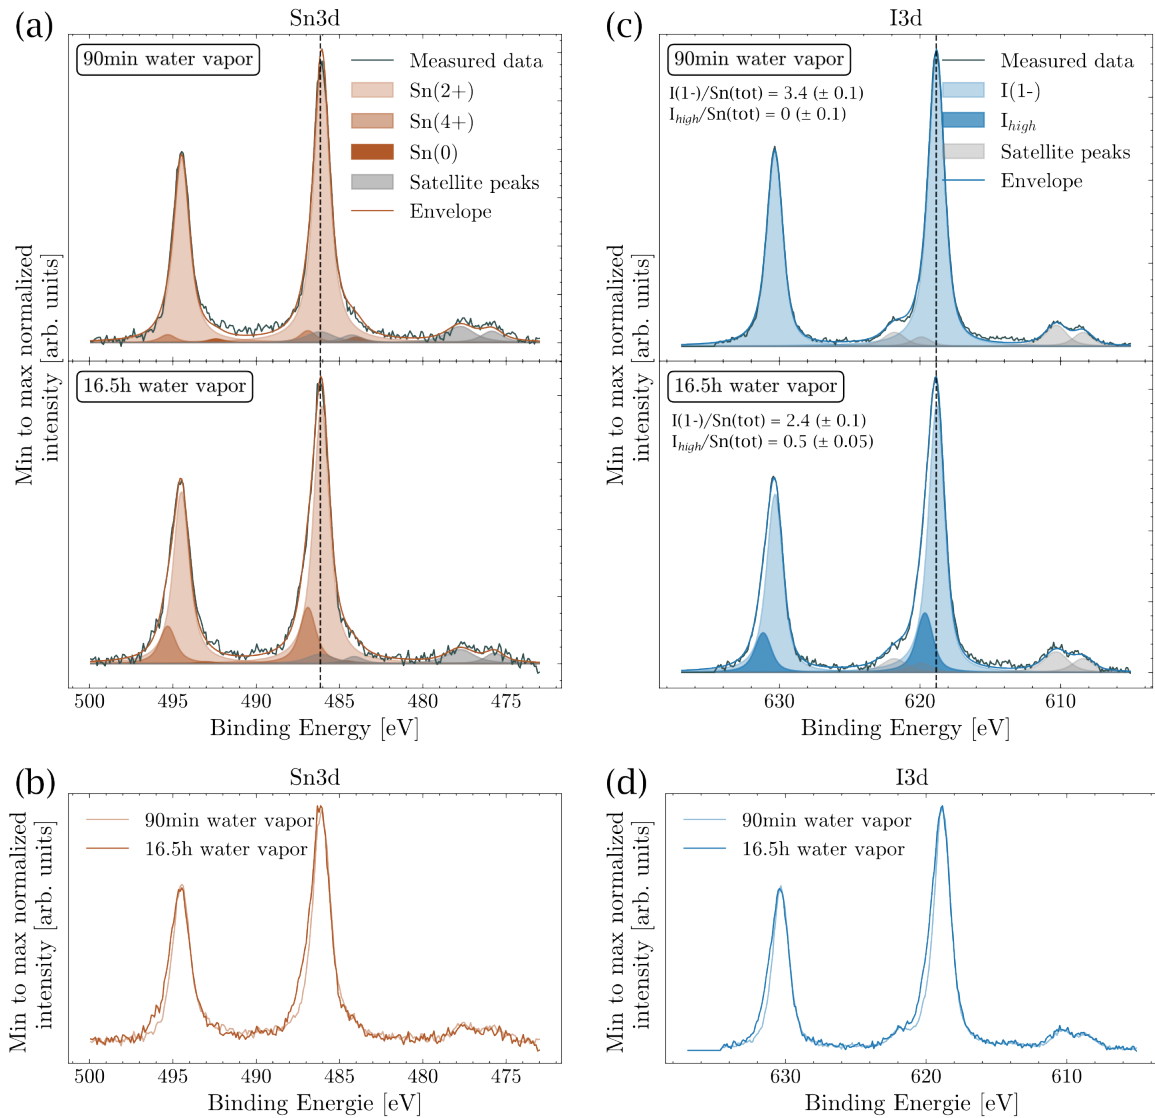 (a)
Sn3d
90min water vapor
Measured data
Sn(2+)
Sn(4+)
Sn(0)
Satellite peaks
Envelope
16.5h water vapor
Min to max normalized
intensity [arb. units]
500 495 490 485 480 475
Binding Energy [eV]
(c)
I3d
90min water vapor
I(1-)/Sn(tot) = 3.4 (± 0.1)
Ihigh/Sn(tot) = 0 (± 0.1)
Measured data
I(1-)
Ihigh
Satellite peaks
Envelope
16.5h water vapor
I(1-)/Sn(tot) = 2.4 (± 0.1)
Ihigh/Sn(tot) = 0.5 (± 0.05)
Min to max normalized
intensity [arb. units]
630 620 610
Binding Energy [eV]
(b)
Sn3d
90min water vapor
16.5h water vapor
Min to max normalized
intensity [arb. units]
500 495 490 485 480 475
Binding Energie [eV]
(d)
I3d
90min water vapor
16.5h water vapor
Min to max normalized
intensity [arb. units]
630 620 610
Binding Energie [eV]